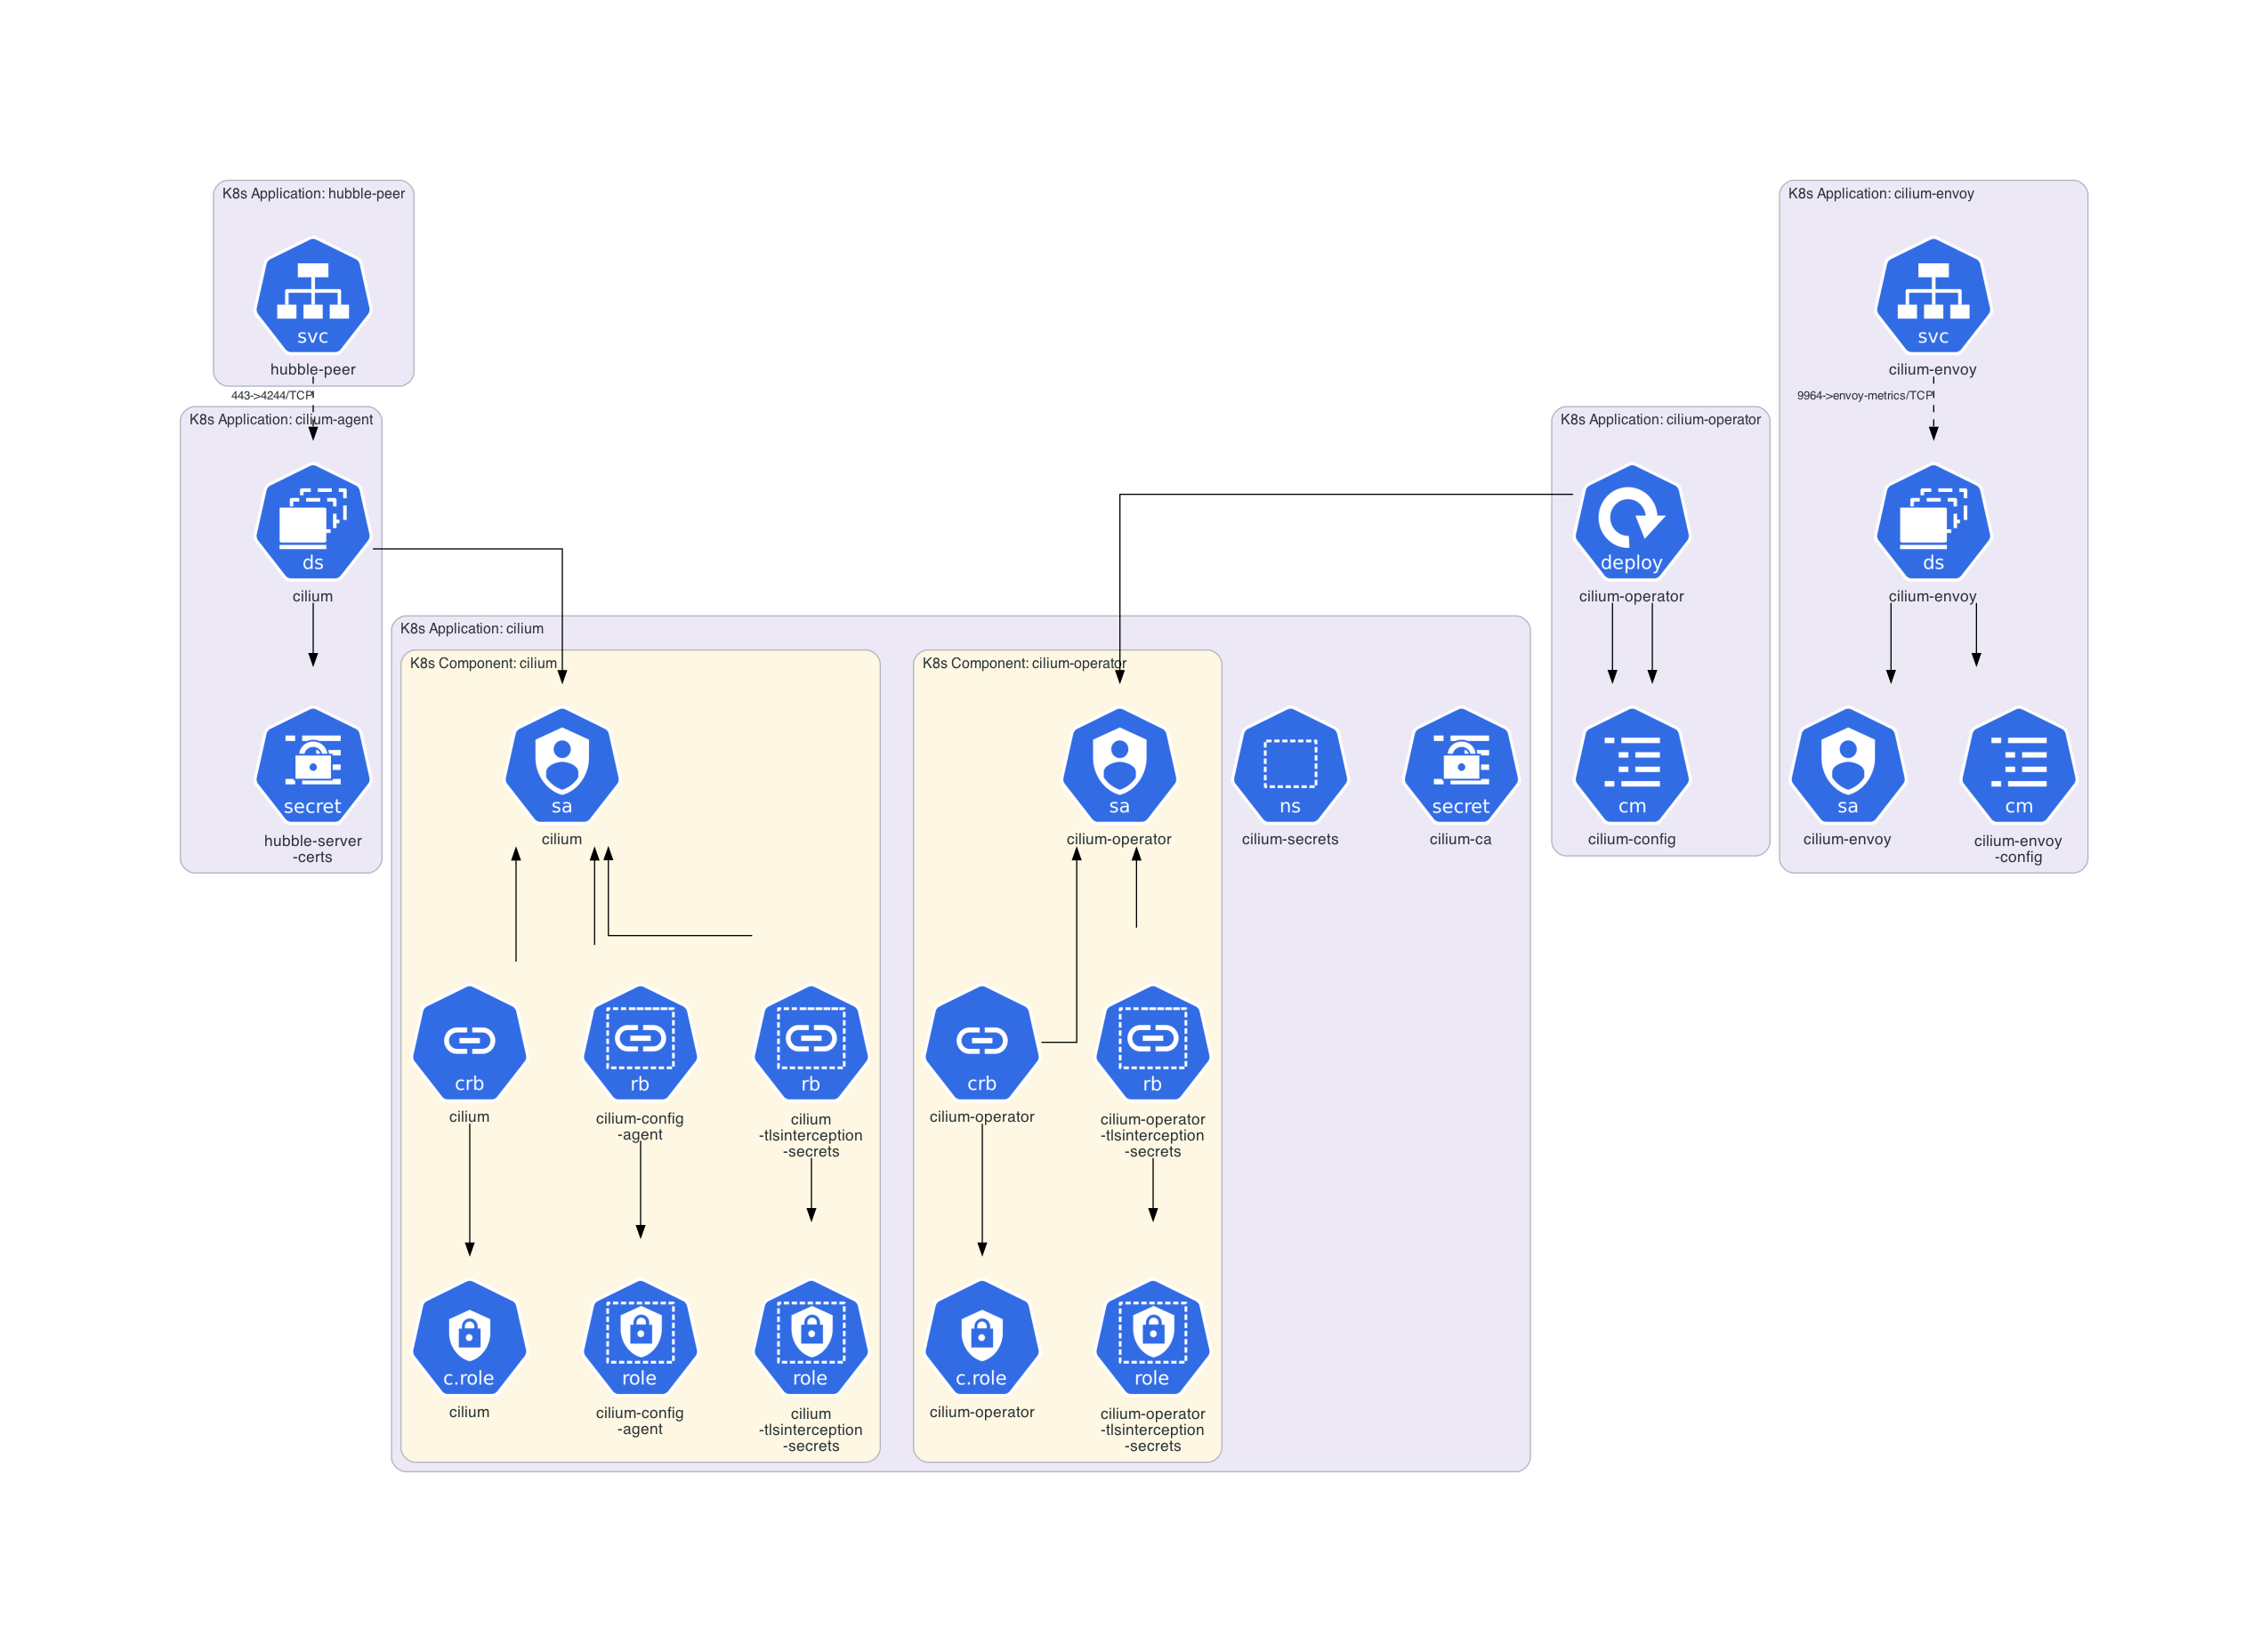 K8s Application: hubble-peer
svc
hubble-peer
443->4244/TCP
K8s Application: cilium-agent
ds
cilium
secret
hubble-server
-certs
K8s Application: cilium
K8s Component: cilium
sa
cilium
crb
cilium
rb
cilium-config
-agent
rb
cilium
-tlsinterception
-secrets
c.role
cilium
role
cilium-config
-agent
role
cilium
-tlsinterception
-secrets
K8s Component: cilium-operator
sa
cilium-operator
crb
cilium-operator
rb
cilium-operator
-tlsinterception
-secrets
c.role
cilium-operator
role
cilium-operator
-tlsinterception
-secrets
ns
cilium-secrets
secret
cilium-ca
K8s Application: cilium-operator
deploy
cilium-operator
cm
cilium-config
K8s Application: cilium-envoy
svc
cilium-envoy
9964->envoy-metrics/TCP
ds
cilium-envoy
sa
cilium-envoy
cm
cilium-envoy
-config